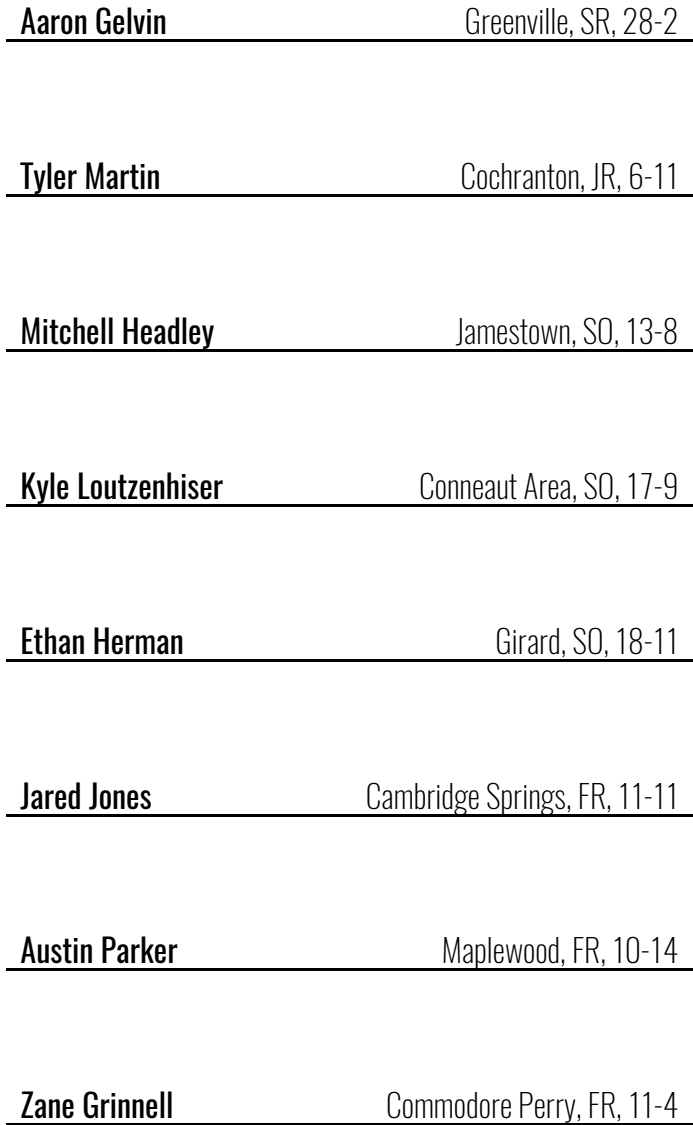 Aaron Gelvin Greenville, SR, 28-2
Tyler Martin Cochranton, JR, 6-11
Mitchell Headley Jamestown, SO, 13-8
Kyle Loutzenhiser Conneaut Area, SO, 17-9
Ethan Herman Girard, SO, 18-11
Jared Jones Cambridge Springs, FR, 11-11
Austin Parker Maplewood, FR, 10-14
Zane Grinnell Commodore Perry, FR, 11-4